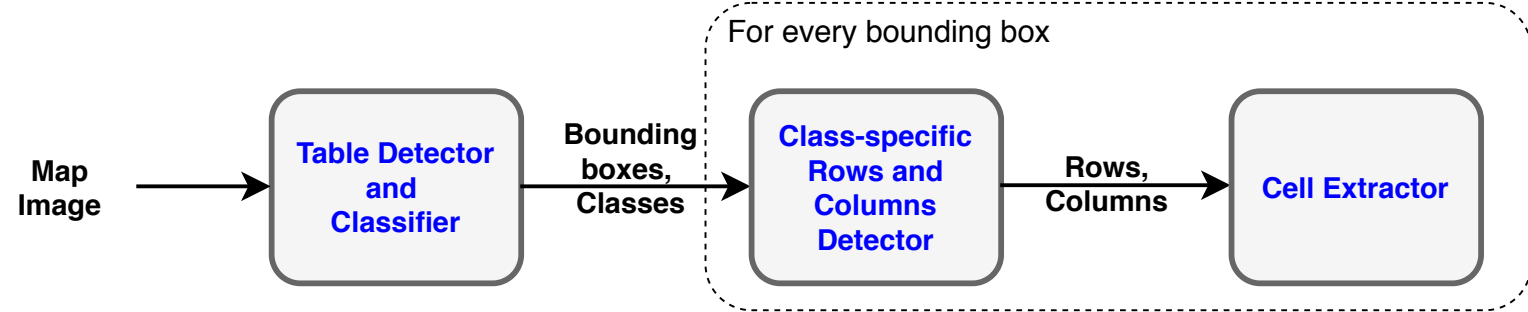 For every bounding box
Map
Image
Table Detector
and
Classifier
Bounding
boxes,
Classes
Class-specific
Rows and
Columns
Detector
Rows,
Columns
Cell Extractor